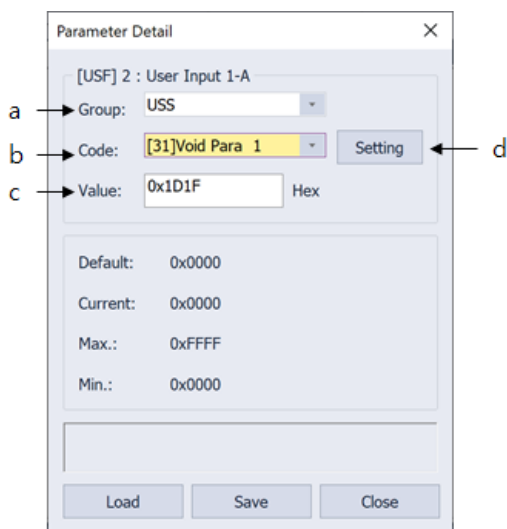 Parameter Detail
[USF] 2 : User Input 1-A
a Group: USS
b Code: [31]Void Para 1 Setting d
c Value: 0x1D1F Hex
Default: 0x0000
Current: 0x0000
Max.: 0xFFFF
Min.: 0x0000
Load Save Close